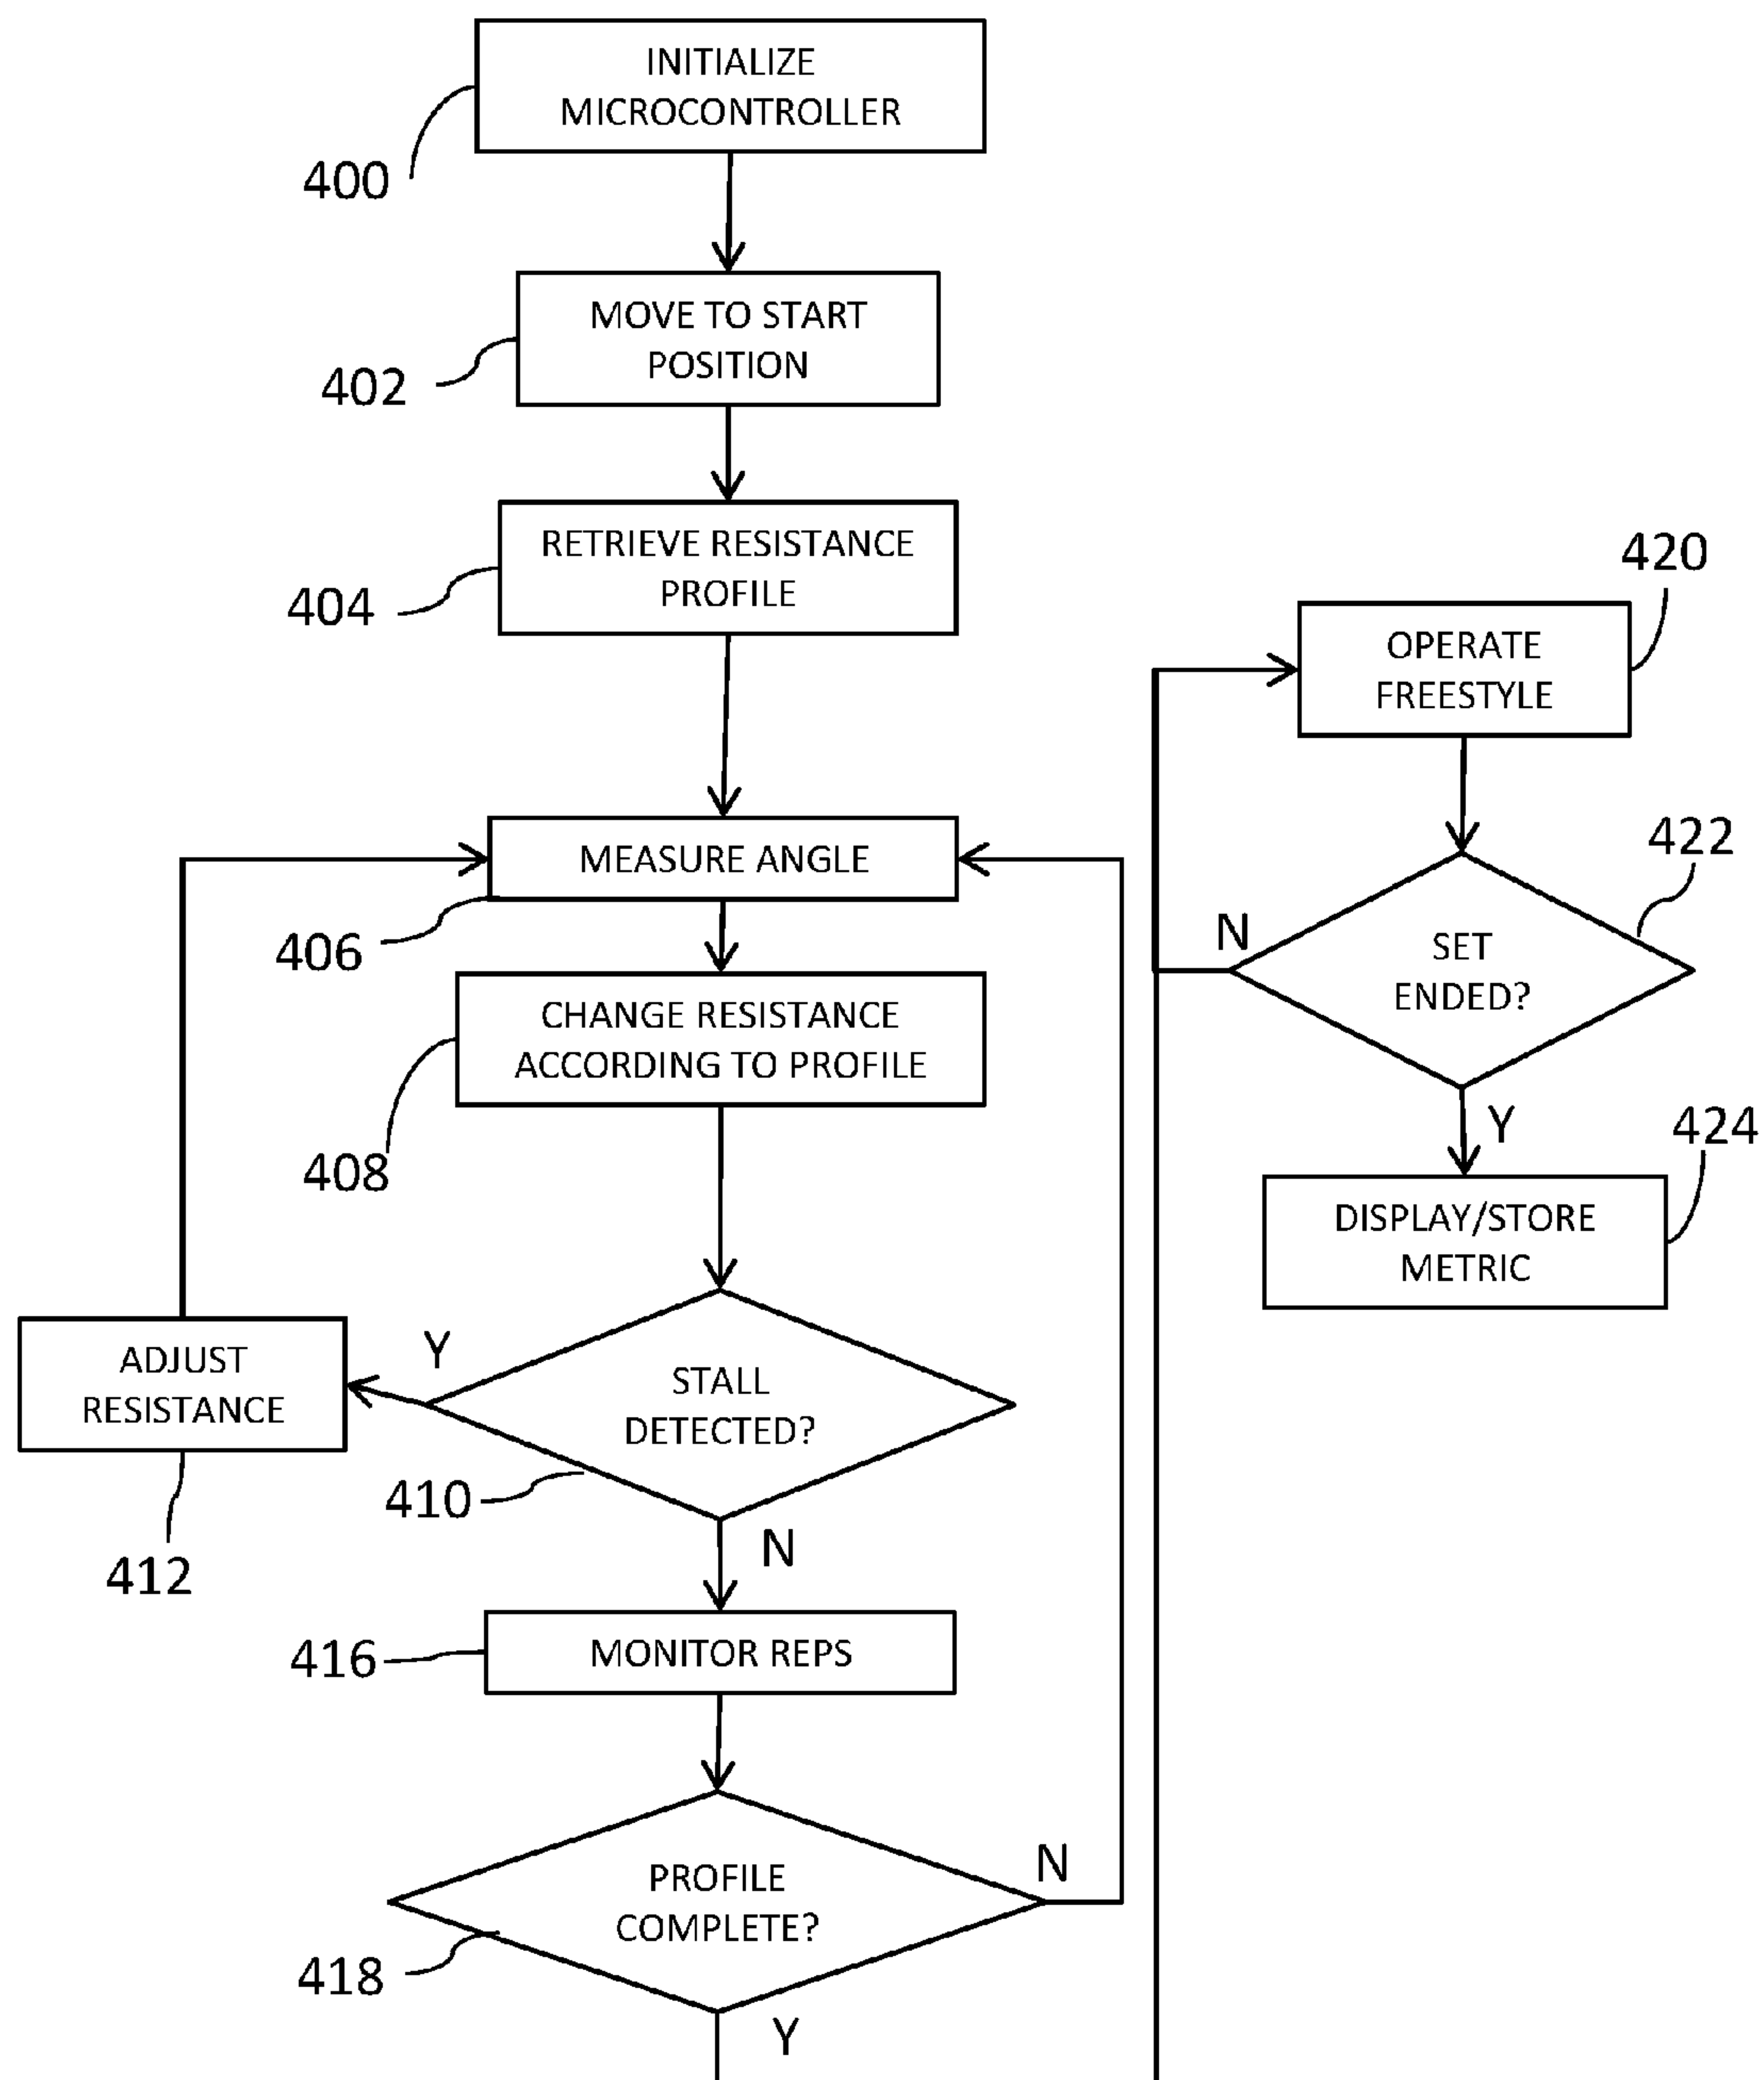 INITIALIZE
MICROCONTROLLER
400
MOVE TO START
POSITION
402
RETRIEVE RESISTANCE
PROFILE
404
MEASURE ANGLE
406
CHANGE RESISTANCE
ACCORDING TO PROFILE
408
STALL
DETECTED?
410
Y
ADJUST
RESISTANCE
412
N
MONITOR REPS
416
PROFILE
COMPLETE?
418
N
Y
420
OPERATE
FREESTYLE
422
SET
ENDED?
N
Y
424
DISPLAY/STORE
METRIC